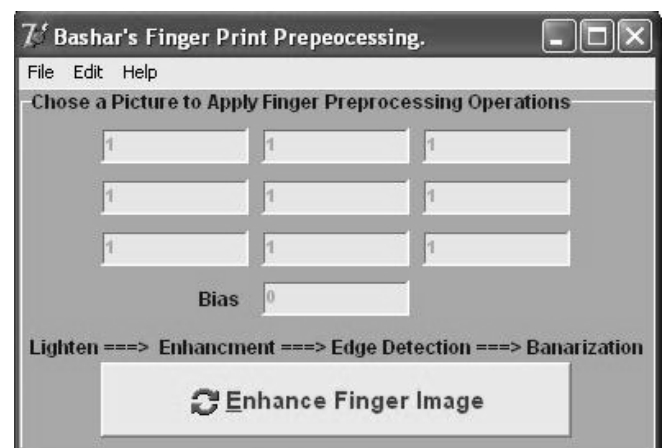 Bashar's Finger Print Prepeocessing.
File Edit Help
Chose a Picture to Apply Finger Preprocessing Operations
1 1 1
1 1 1
1 1 1
Bias 0
Lighten ===> Enhancment ===> Edge Detection ===> Banarization
Enhance Finger Image